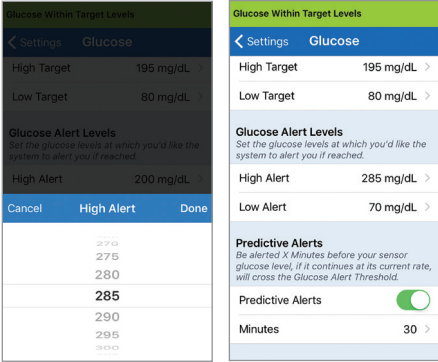 Glucose Within Target Levels
Settings Glucose
High Target 195 mg/dL
Low Target 80 mg/dL
Glucose Alert Levels
Set the glucose levels at which you'd like the
system to alert you if reached.
High Alert 200 mg/dL
Cancel High Alert Done
270
275
280
285
290
295
300
Glucose Within Target Levels
Settings Glucose
High Target 195 mg/dL
Low Target 80 mg/dL
Glucose Alert Levels
Set the glucose levels at which you'd like the
system to alert you if reached.
High Alert 285 mg/dL
Low Alert 70 mg/dL
Predictive Alerts
Be alerted X Minutes before your sensor
glucose level, if it continues at its current rate,
will cross the Glucose Alert Threshold.
Predictive Alerts
Minutes 30